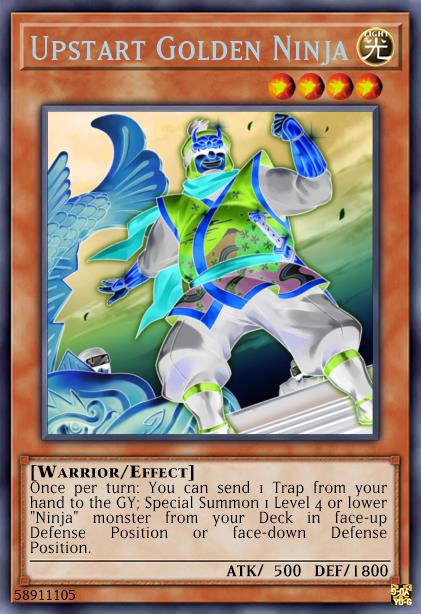 UPSTART GOLDEN NINJA
LIGHT
光
[WARRIOR/EFFECT]
Once per turn: You can send 1 Trap from your
hand to the GY; Special Summon 1 Level 4 or lower
"Ninja" monster from your Deck in face-up
Defense Position or face-down Defense
Position.
ATK/ 500 DEF/1800
58911105